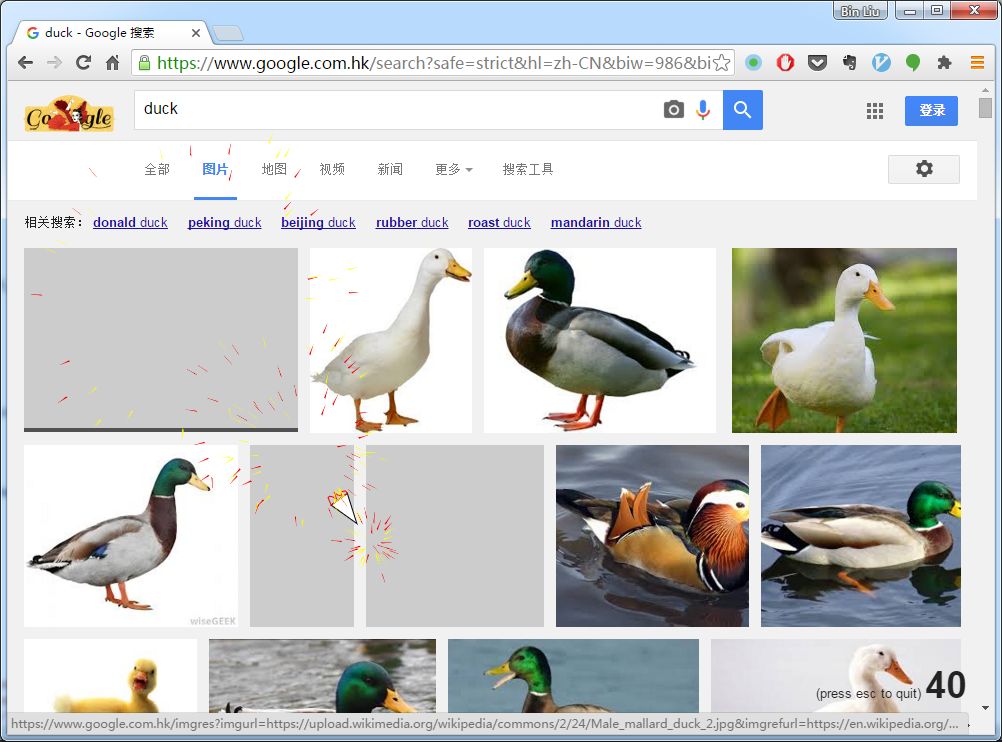 Bin Liu
duck - Google 搜索
https://www.google.com.hk/search?safe=strict&hl=zh-CN&biw=986&bi
Google
duck
登录
全部 图片 地图 视频 新闻 更多 搜索工具
相关搜索： donald duck peking duck beijing duck rubber duck roast duck mandarin duck
wiseGEEK
(press esc to quit) 40
https://www.google.com.hk/imgres?imgurl=https://upload.wikimedia.org/wikipedia/commons/2/24/Male_mallard_duck_2.jpg&imgrefurl=https://en.wikipedia.org/...